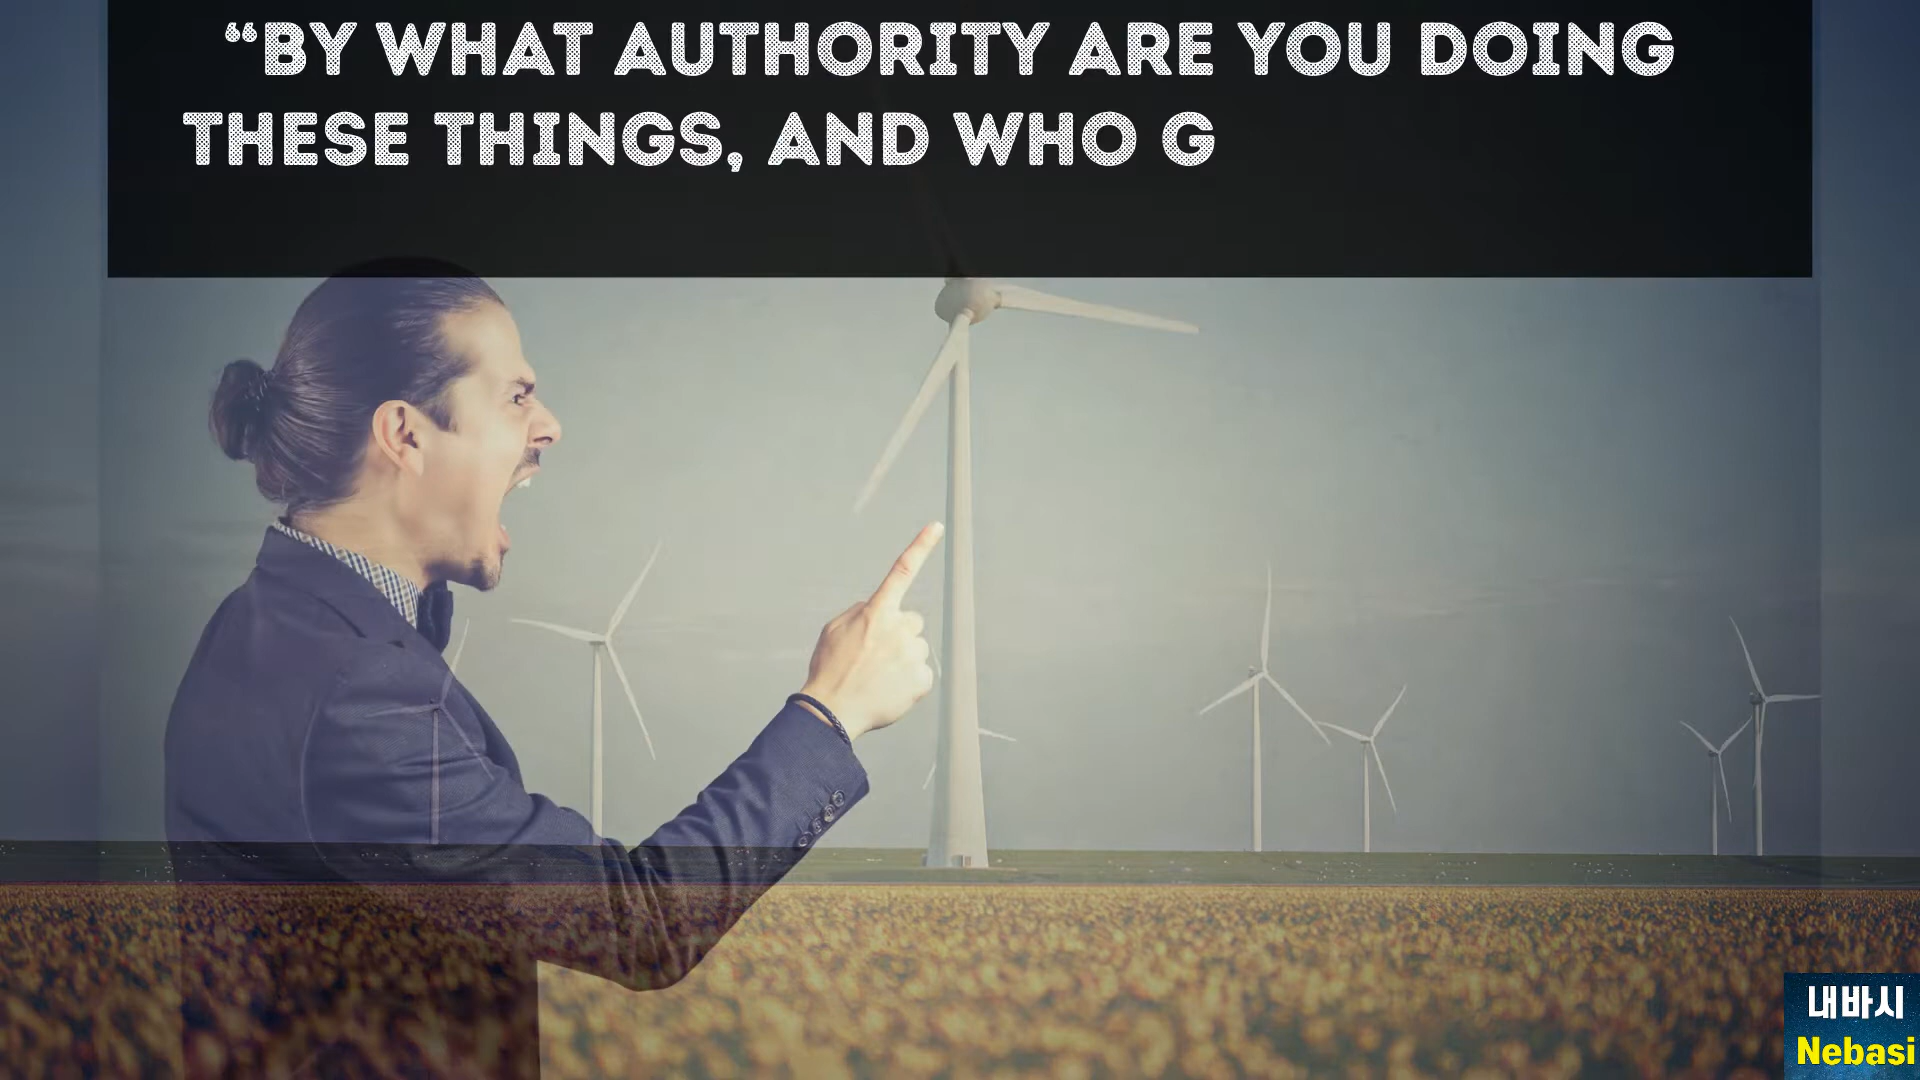 “BY WHAT AUTHORITY ARE YOU DOING
THESE THINGS, AND WHO G
내바시
Nebasi